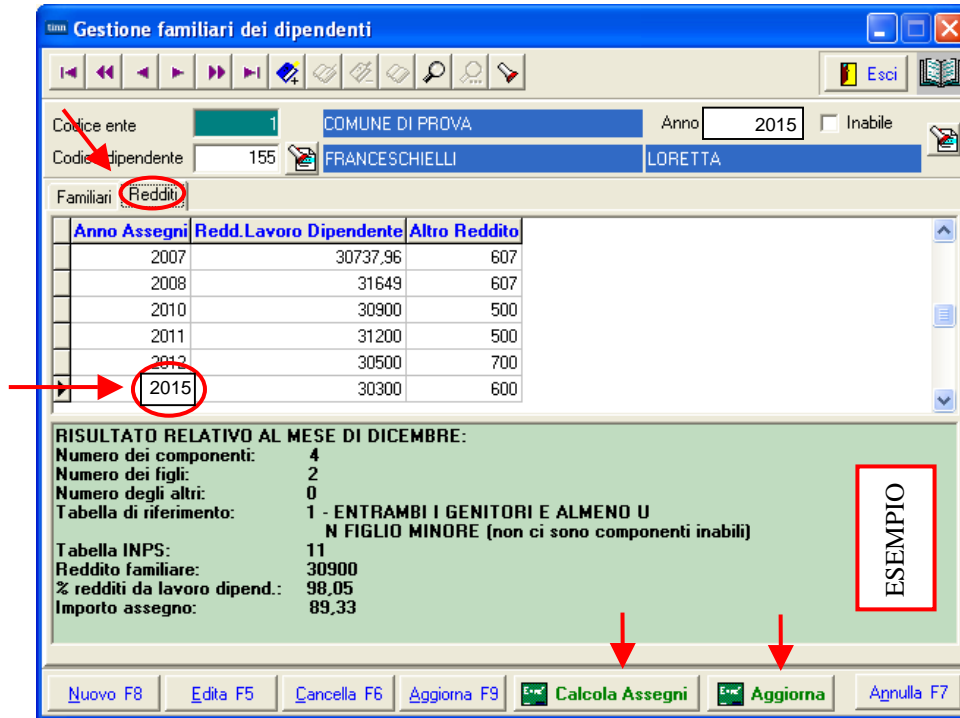 tinn Gestione familiari dei dipendenti
Esci
Codice ente 1 COMUNE DI PROVA Anno 2015 Inabile
Codice dipendente 155 FRANCESCHIELLI LORETTA
Familiari Redditi
Anno Assegni Redd.Lavoro Dipendente Altro Reddito
2007 30737,96 607
2008 31649 607
2010 30900 500
2011 31200 500
2012 30500 700
2015 30300 600
RISULTATO RELATIVO AL MESE DI DICEMBRE:
Numero dei componenti: 4
Numero dei figli: 2
Numero degli altri: 0
Tabella di riferimento: 1 - ENTRAMBI I GENITORI E ALMENO U
N FIGLIO MINORE (non ci sono componenti inabili)
Tabella INPS: 11
Reddito familiare: 30900
% redditi da lavoro dipend.: 98,05
Importo assegno: 89,33
ESEMPIO
Nuovo F8 Edita F5 Cancella F6 Aggiorna F9 Calcola Assegni Aggiorna Annulla F7